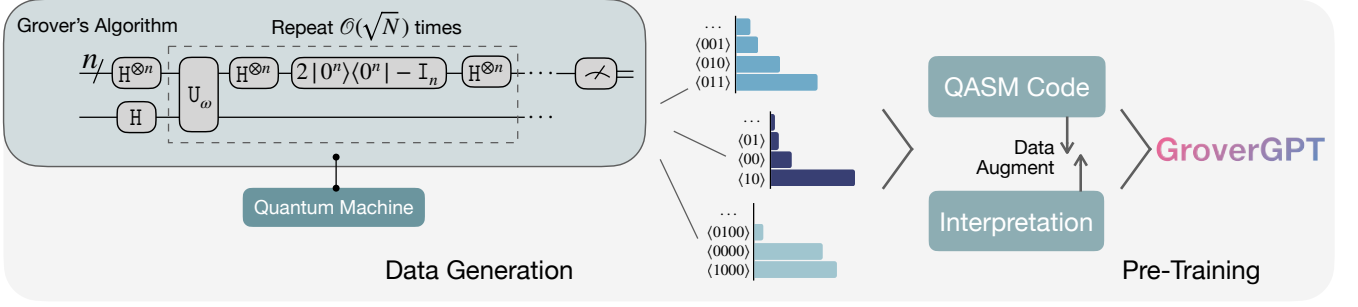 Grover's Algorithm
Repeat 𝒪(√N) times
n
H⊗n
U_ω
H⊗n
2|0ⁿ⟩⟨0ⁿ| − I_n
H⊗n
···
H
···
Quantum Machine
Data Generation
···
⟨001⟩
⟨010⟩
⟨011⟩
···
⟨01⟩
⟨00⟩
⟨10⟩
···
⟨0100⟩
⟨0000⟩
⟨1000⟩
QASM Code
Data
Augment
Interpretation
GroverGPT
Pre-Training